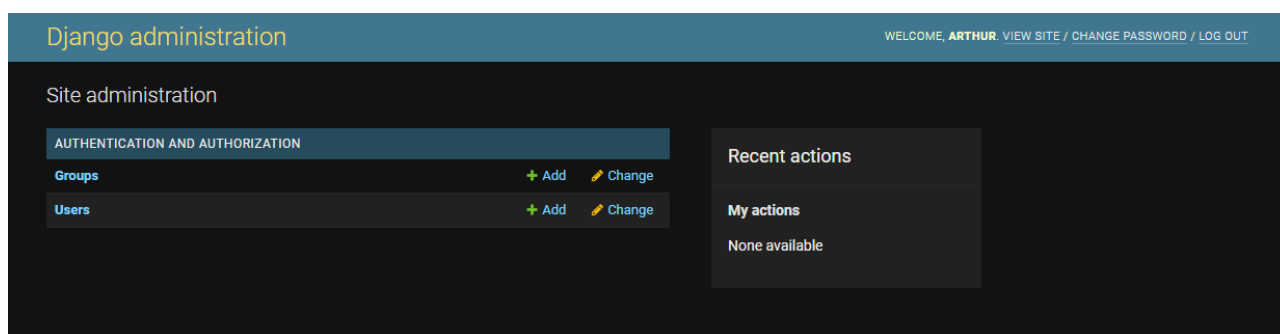 Django administration
WELCOME, ARTHUR. VIEW SITE / CHANGE PASSWORD / LOG OUT
Site administration
AUTHENTICATION AND AUTHORIZATION
Groups + Add Change
Users + Add Change
Recent actions
My actions
None available